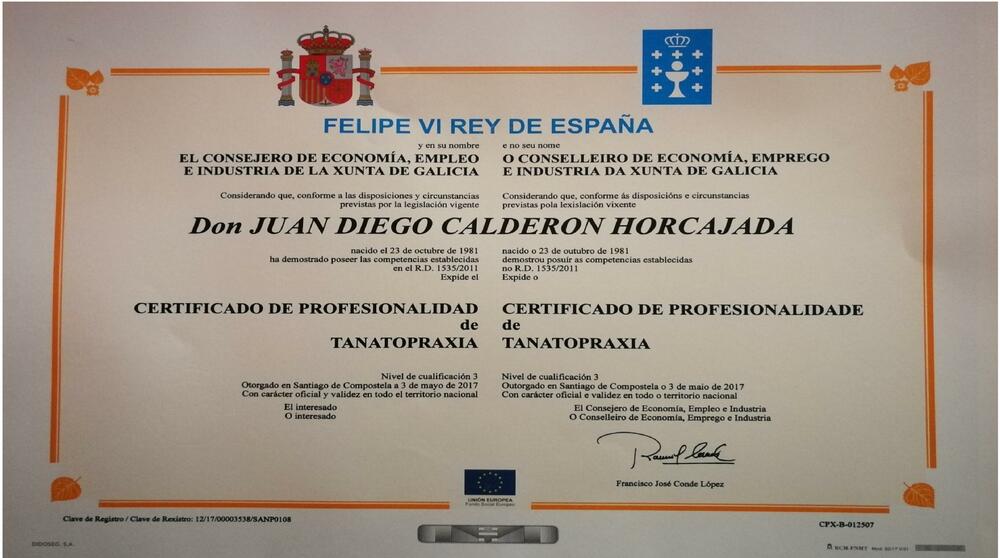 FELIPE VI REY DE ESPAÑA
y en su nombre
EL CONSEJERO DE ECONOMÍA, EMPLEO
E INDUSTRIA DE LA XUNTA DE GALICIA
Considerando que, conforme a las disposiciones y circunstancias
previstas por la legislación vigente
e no seu nome
O CONSELLEIRO DE ECONOMÍA, EMPREGO
E INDUSTRIA DA XUNTA DE GALICIA
Considerando que, conforme ás disposicións e circunstancias
previstas pola lexislación vixente
Don JUAN DIEGO CALDERON HORCAJADA
nacido el 23 de octubre de 1981
ha demostrado poseer las competencias establecidas
en el R.D. 1535/2011
Expide el
CERTIFICADO DE PROFESIONALIDAD
de
TANATOPRAXIA
Nivel de cualificación 3
Otorgado en Santiago de Compostela a 3 de mayo de 2017
Con carácter oficial y validez en todo el territorio nacional
El interesado
O interesado
nacido o 23 de outubro de 1981
demostrou posuír as competencias establecidas
no R.D. 1535/2011
Expide o
CERTIFICADO DE PROFESIONALIDADE
de
TANATOPRAXIA
Nivel de cualificación 3
Outorgado en Santiago de Compostela o 3 de maio de 2017
Con carácter oficial e validez en todo o territorio nacional
El Consejero de Economía, Empleo e Industria
O Conselleiro de Economía, Emprego e Industria
Francisco José Conde López
UNIÓN EUROPEA
Fondo Social Europeo
Clave de Registro / Clave de Rexistro: 12/17/00003538/SANP0108
CPX-B-012507
DIDOSEG, S.A.
RCM-FNMT